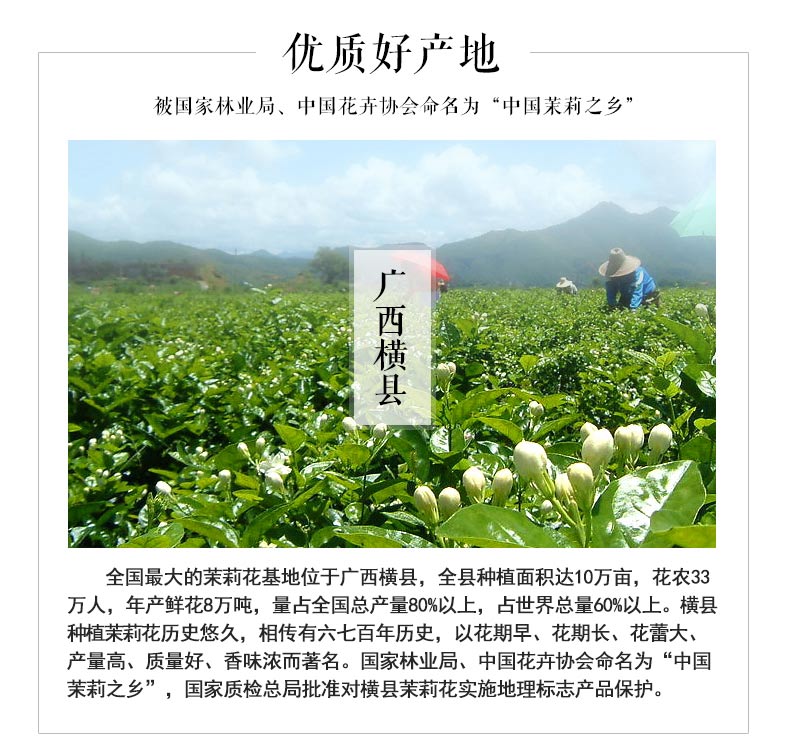 优质好产地
被国家林业局、中国花卉协会命名为“中国茉莉之乡”
广西横县
全国最大的茉莉花基地位于广西横县，全县种植面积达10万亩，花农33
万人，年产鲜花8万吨，量占全国总产量80%以上，占世界总量60%以上。横县
种植茉莉花历史悠久，相传有六七百年历史，以花期早、花期长、花蕾大、
产量高、质量好、香味浓而著名。国家林业局、中国花卉协会命名为“中国
茉莉之乡”，国家质检总局批准对横县茉莉花实施地理标志产品保护。